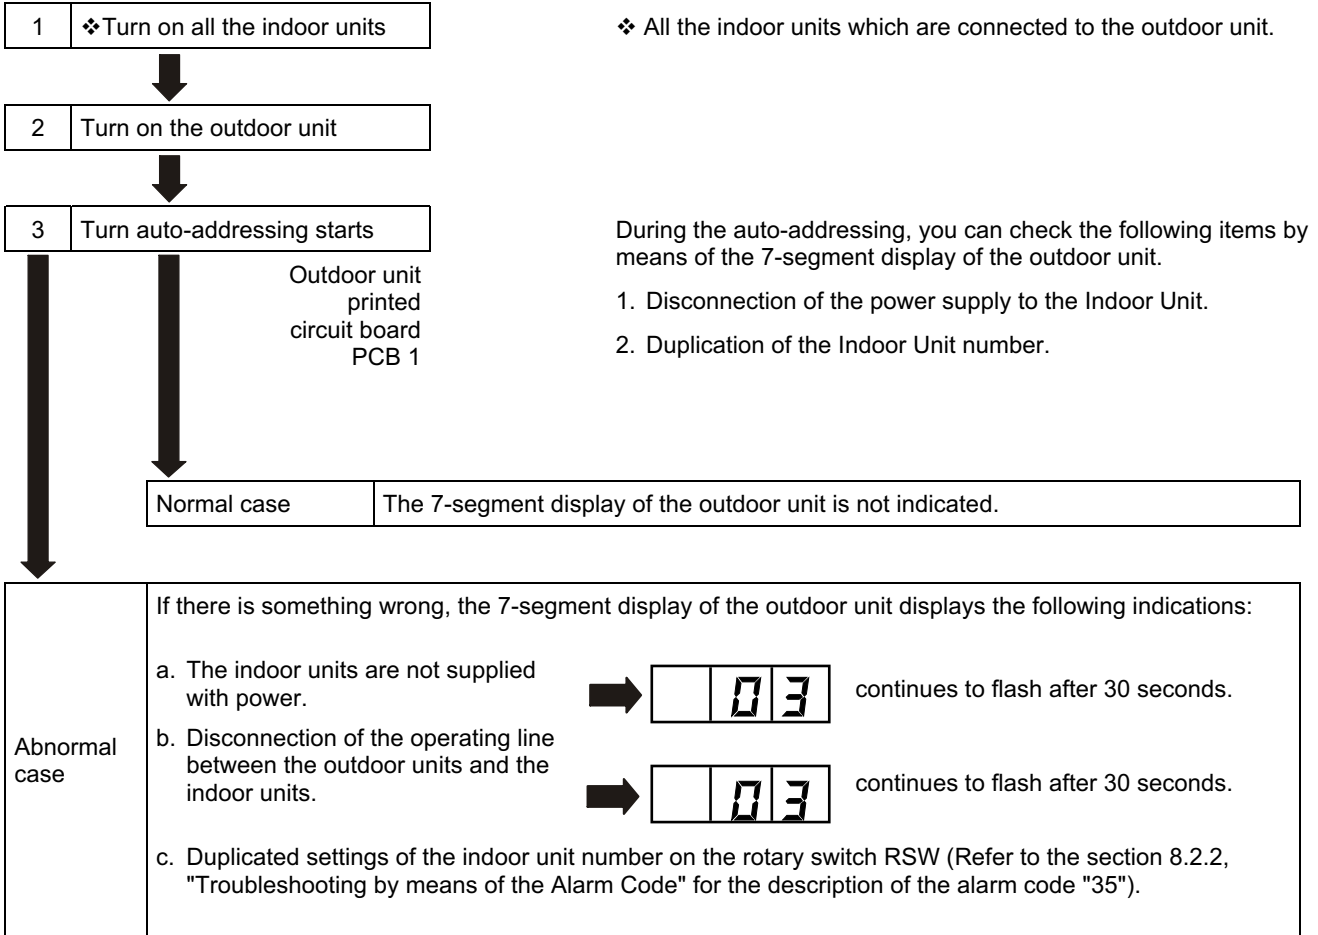 1 ❖Turn on all the indoor units
❖ All the indoor units which are connected to the outdoor unit.
2 Turn on the outdoor unit
3 Turn auto-addressing starts
Outdoor unit
printed
circuit board
PCB 1
During the auto-addressing, you can check the following items by
means of the 7-segment display of the outdoor unit.
1. Disconnection of the power supply to the Indoor Unit.
2. Duplication of the Indoor Unit number.
Normal case The 7-segment display of the outdoor unit is not indicated.
Abnormal
case
If there is something wrong, the 7-segment display of the outdoor unit displays the following indications:
a. The indoor units are not supplied
with power.
03 continues to flash after 30 seconds.
b. Disconnection of the operating line
between the outdoor units and the
indoor units.
03 continues to flash after 30 seconds.
c. Duplicated settings of the indoor unit number on the rotary switch RSW (Refer to the section 8.2.2,
"Troubleshooting by means of the Alarm Code" for the description of the alarm code "35").